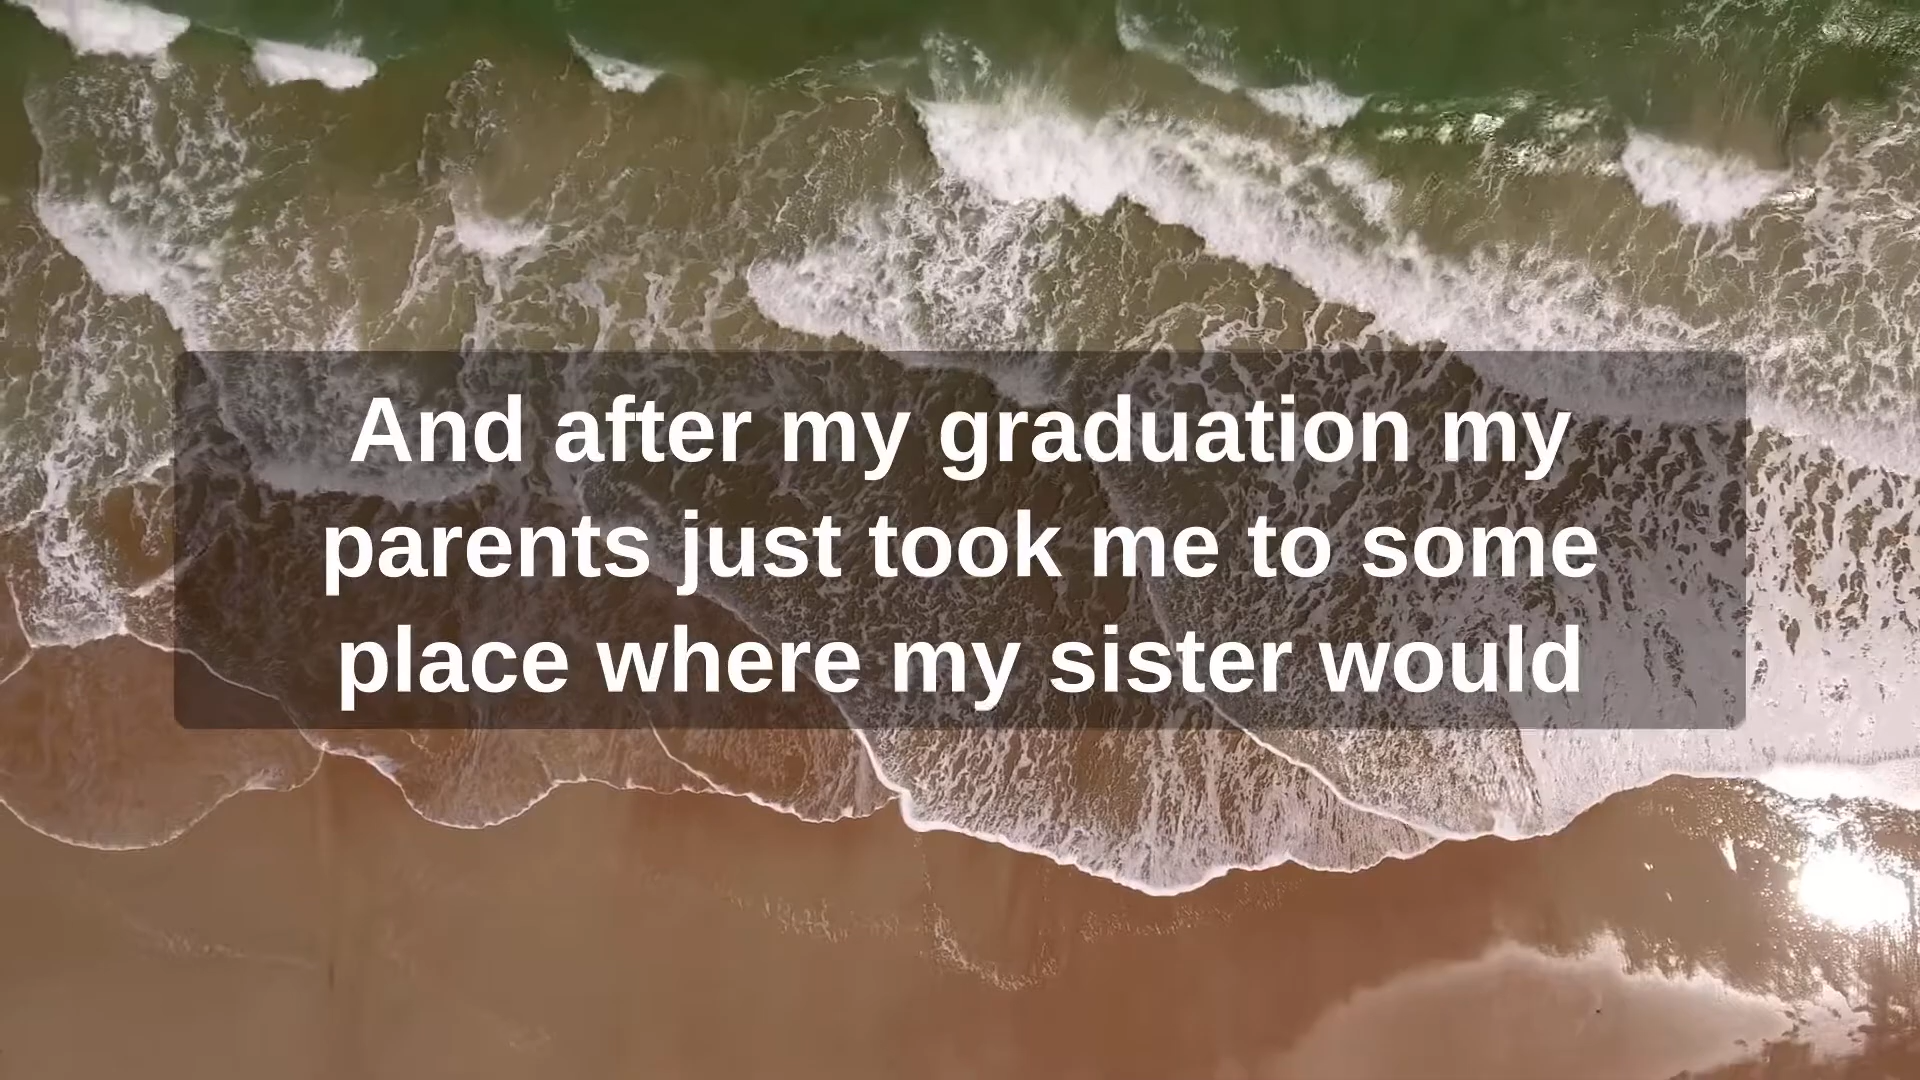 And after my graduation my
parents just took me to some
place where my sister would